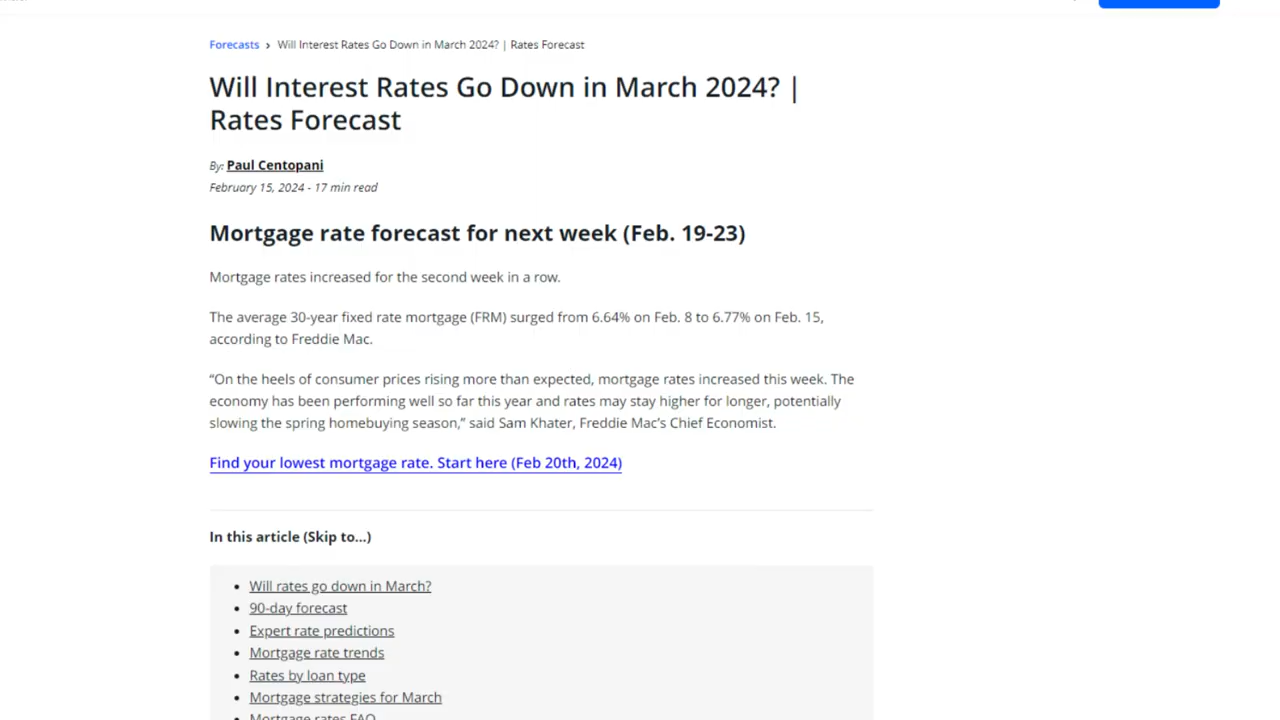 Forecasts › Will Interest Rates Go Down in March 2024? | Rates Forecast
Will Interest Rates Go Down in March 2024? |
Rates Forecast
By: Paul Centopani
February 15, 2024 - 17 min read
Mortgage rate forecast for next week (Feb. 19-23)
Mortgage rates increased for the second week in a row.
The average 30-year fixed rate mortgage (FRM) surged from 6.64% on Feb. 8 to 6.77% on Feb. 15,
according to Freddie Mac.
“On the heels of consumer prices rising more than expected, mortgage rates increased this week. The
economy has been performing well so far this year and rates may stay higher for longer, potentially
slowing the spring homebuying season,” said Sam Khater, Freddie Mac’s Chief Economist.
Find your lowest mortgage rate. Start here (Feb 20th, 2024)
In this article (Skip to...)
• Will rates go down in March?
• 90-day forecast
• Expert rate predictions
• Mortgage rate trends
• Rates by loan type
• Mortgage strategies for March
Mortgage rates FAQ